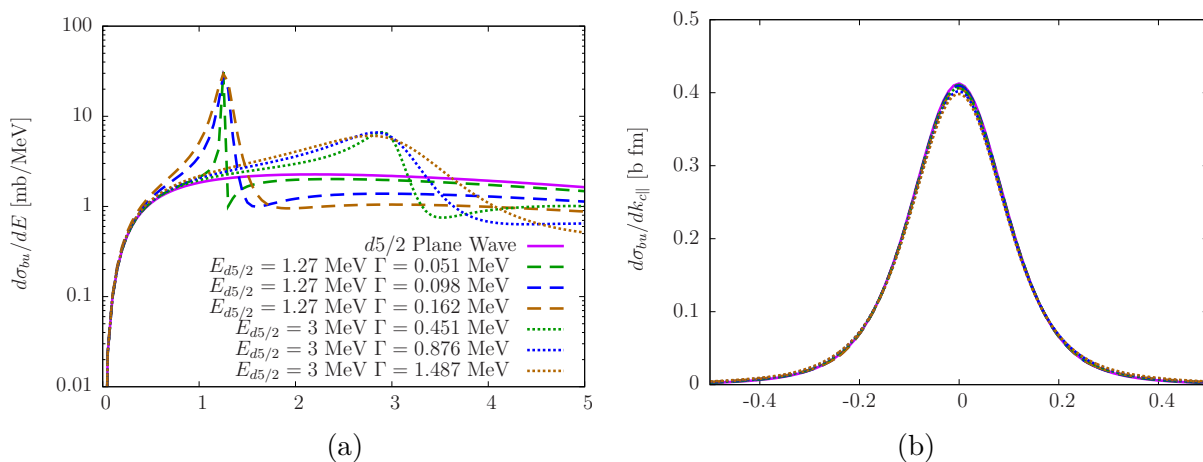 100
10
1
0.1
0.01
0 1 2 3 4 5
dσ_bu/dE [mb/MeV]
d5/2 Plane Wave
E_d5/2 = 1.27 MeV Γ = 0.051 MeV
E_d5/2 = 1.27 MeV Γ = 0.098 MeV
E_d5/2 = 1.27 MeV Γ = 0.162 MeV
E_d5/2 = 3 MeV Γ = 0.451 MeV
E_d5/2 = 3 MeV Γ = 0.876 MeV
E_d5/2 = 3 MeV Γ = 1.487 MeV
(a)
0.5
0.4
0.3
0.2
0.1
0
-0.4 -0.2 0 0.2 0.4
dσ_bu/dk_c∥ [b fm]
(b)